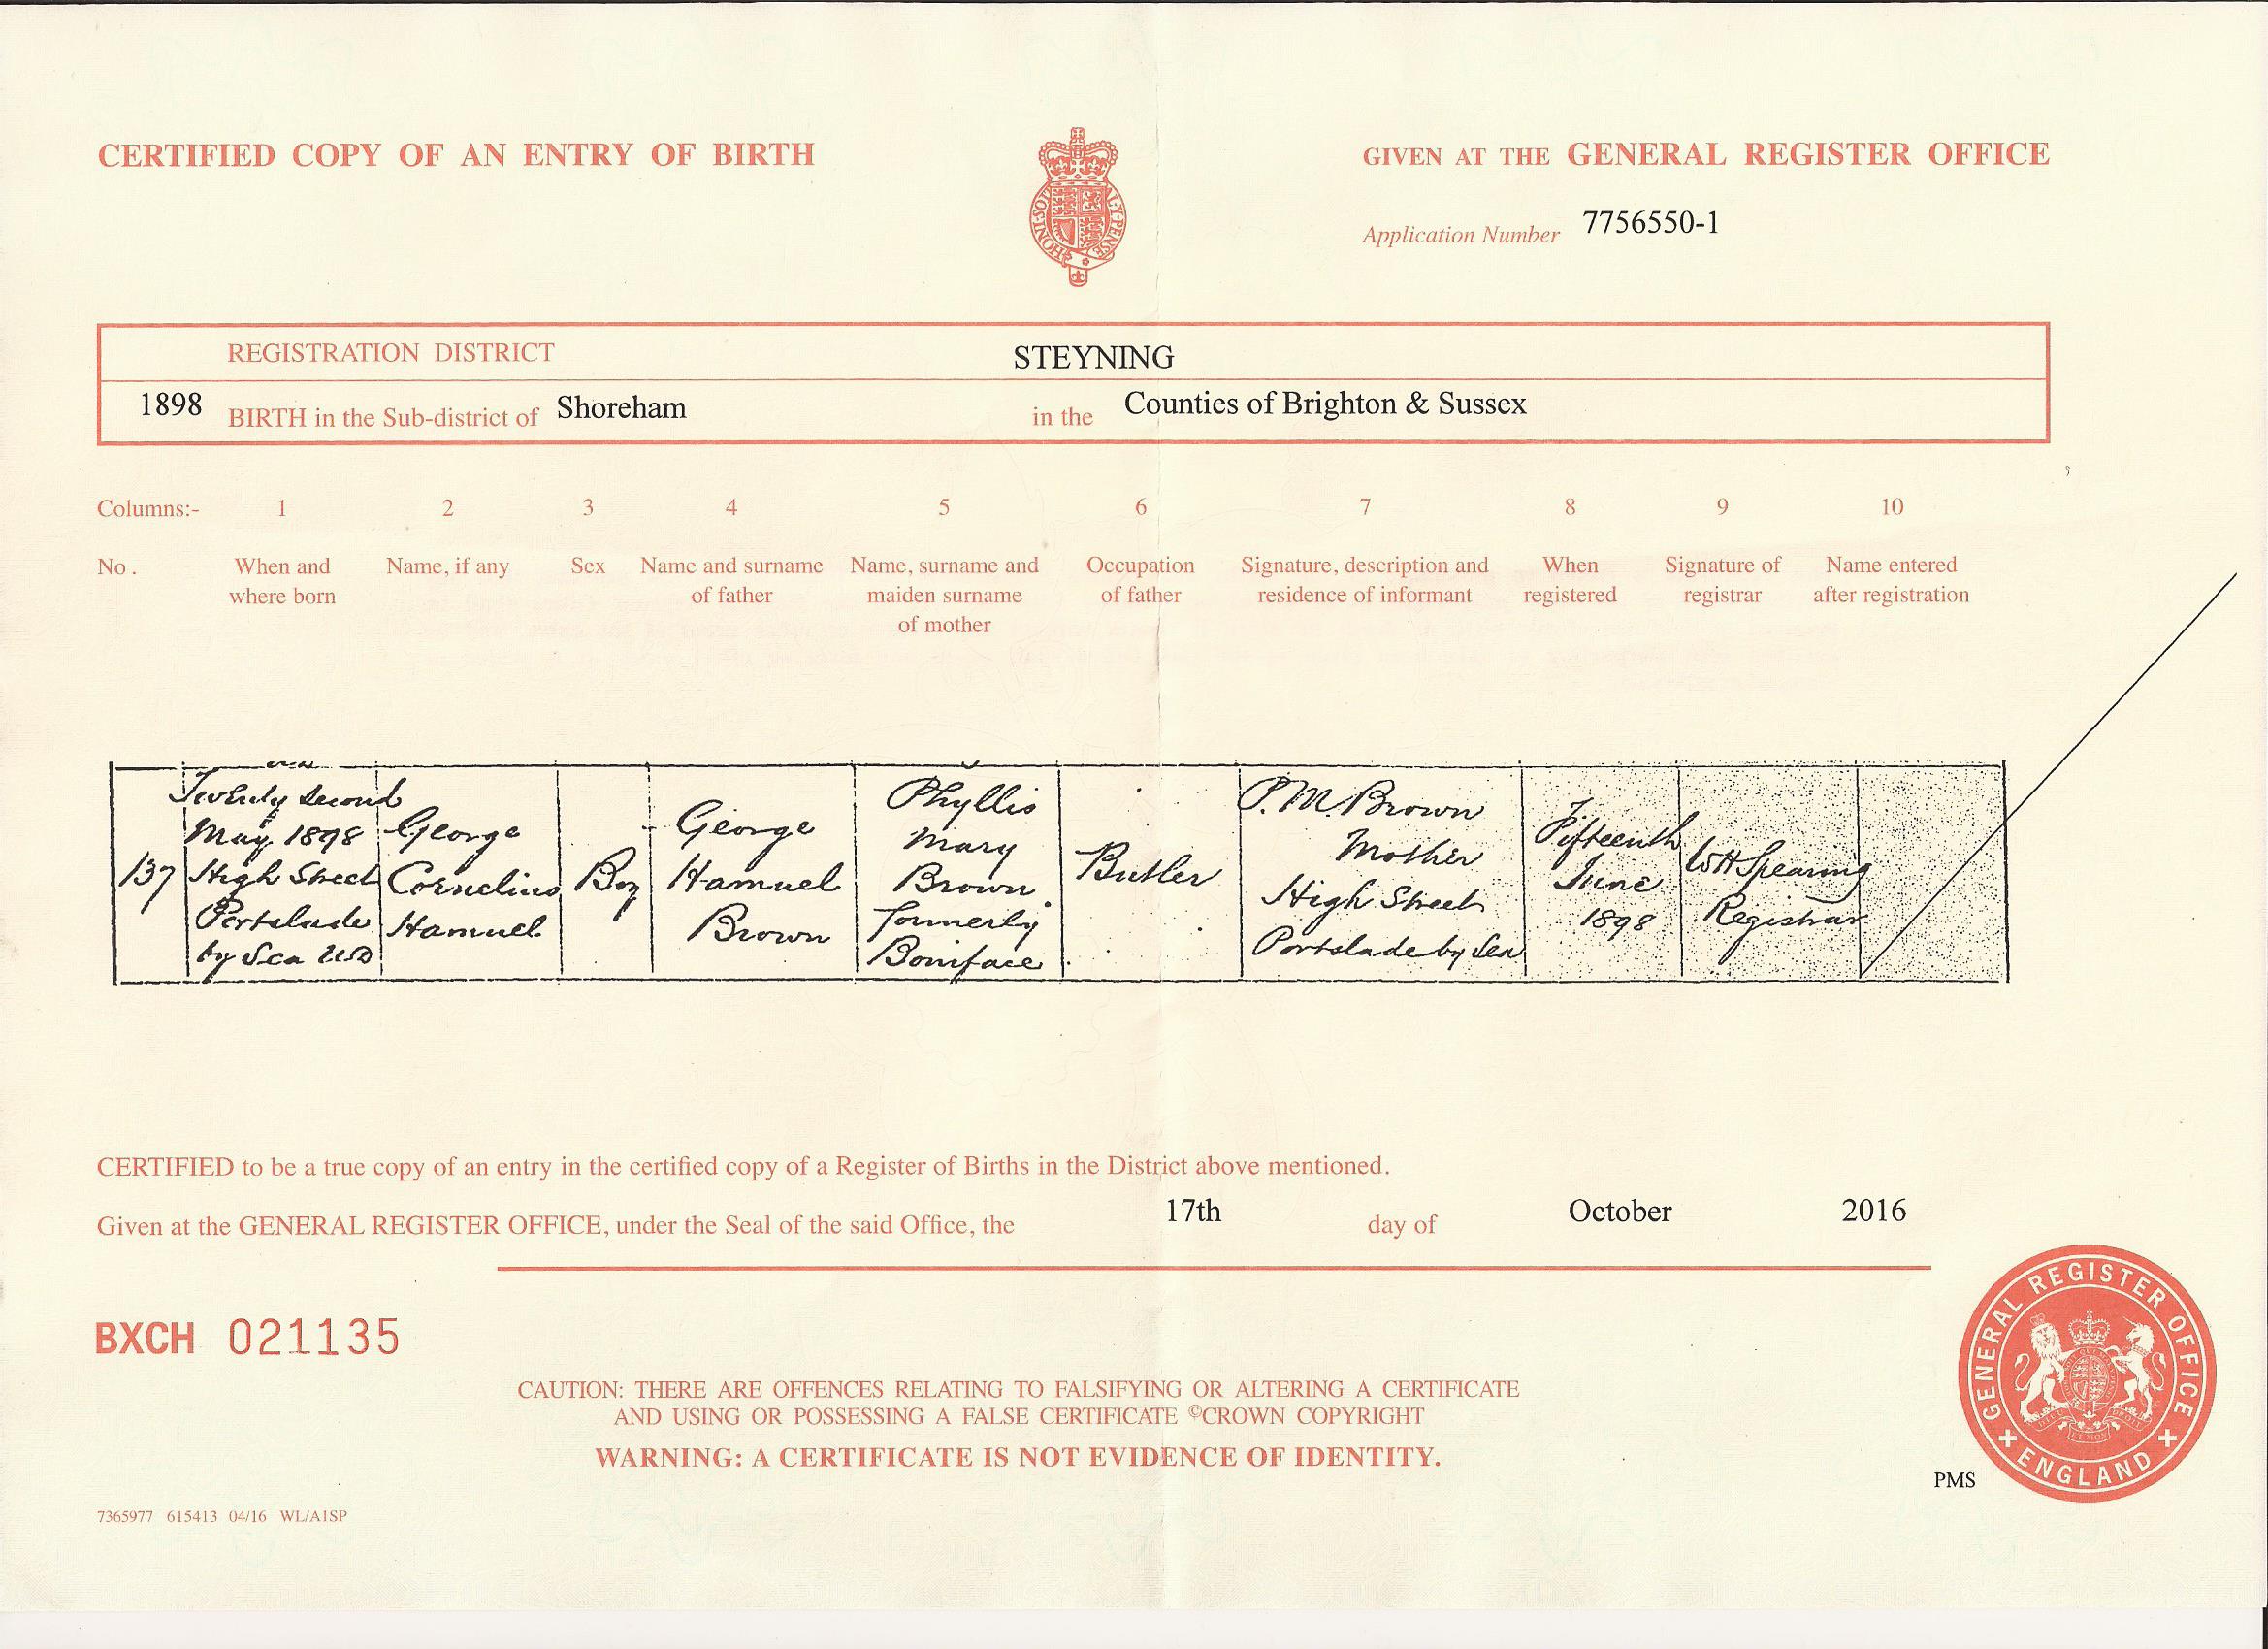 CERTIFIED COPY OF AN ENTRY OF BIRTH
GIVEN AT THE GENERAL REGISTER OFFICE
HONI·SOI AL·Y·PENSE
Application Number 7756550-1
REGISTRATION DISTRICT STEYNING
1898 BIRTH in the Sub-district of Shoreham in the Counties of Brighton & Sussex
Columns:- 1 2 3 4 5 6 7 8 9 10
No. When and where born
Name, if any
Sex
Name and surname of father
Name, surname and maiden surname of mother
Occupation of father
Signature, description and residence of informant
When registered
Signature of registrar
Name entered after registration
137
Twenty Second
May 1898
High Street
Portslade
by Sea USD
George
Cornelius
Hamuel
Boy
George
Hamuel
Brown
Phyllis
Mary
Brown
formerly
Boniface
Butler
P. M. Brown
Mother
High Street
Portslade by Sea
Fifteenth
June
1898
WH Spearing
Registrar
CERTIFIED to be a true copy of an entry in the certified copy of a Register of Births in the District above mentioned.
Given at the GENERAL REGISTER OFFICE, under the Seal of the said Office, the 17th day of October 2016
BXCH 021135
CAUTION: THERE ARE OFFENCES RELATING TO FALSIFYING OR ALTERING A CERTIFICATE
AND USING OR POSSESSING A FALSE CERTIFICATE ©CROWN COPYRIGHT
WARNING: A CERTIFICATE IS NOT EVIDENCE OF IDENTITY.
GENERAL REGISTER OFFICE
ENGLAND
PMS
7365977 615413 04/16 WL/A1SP